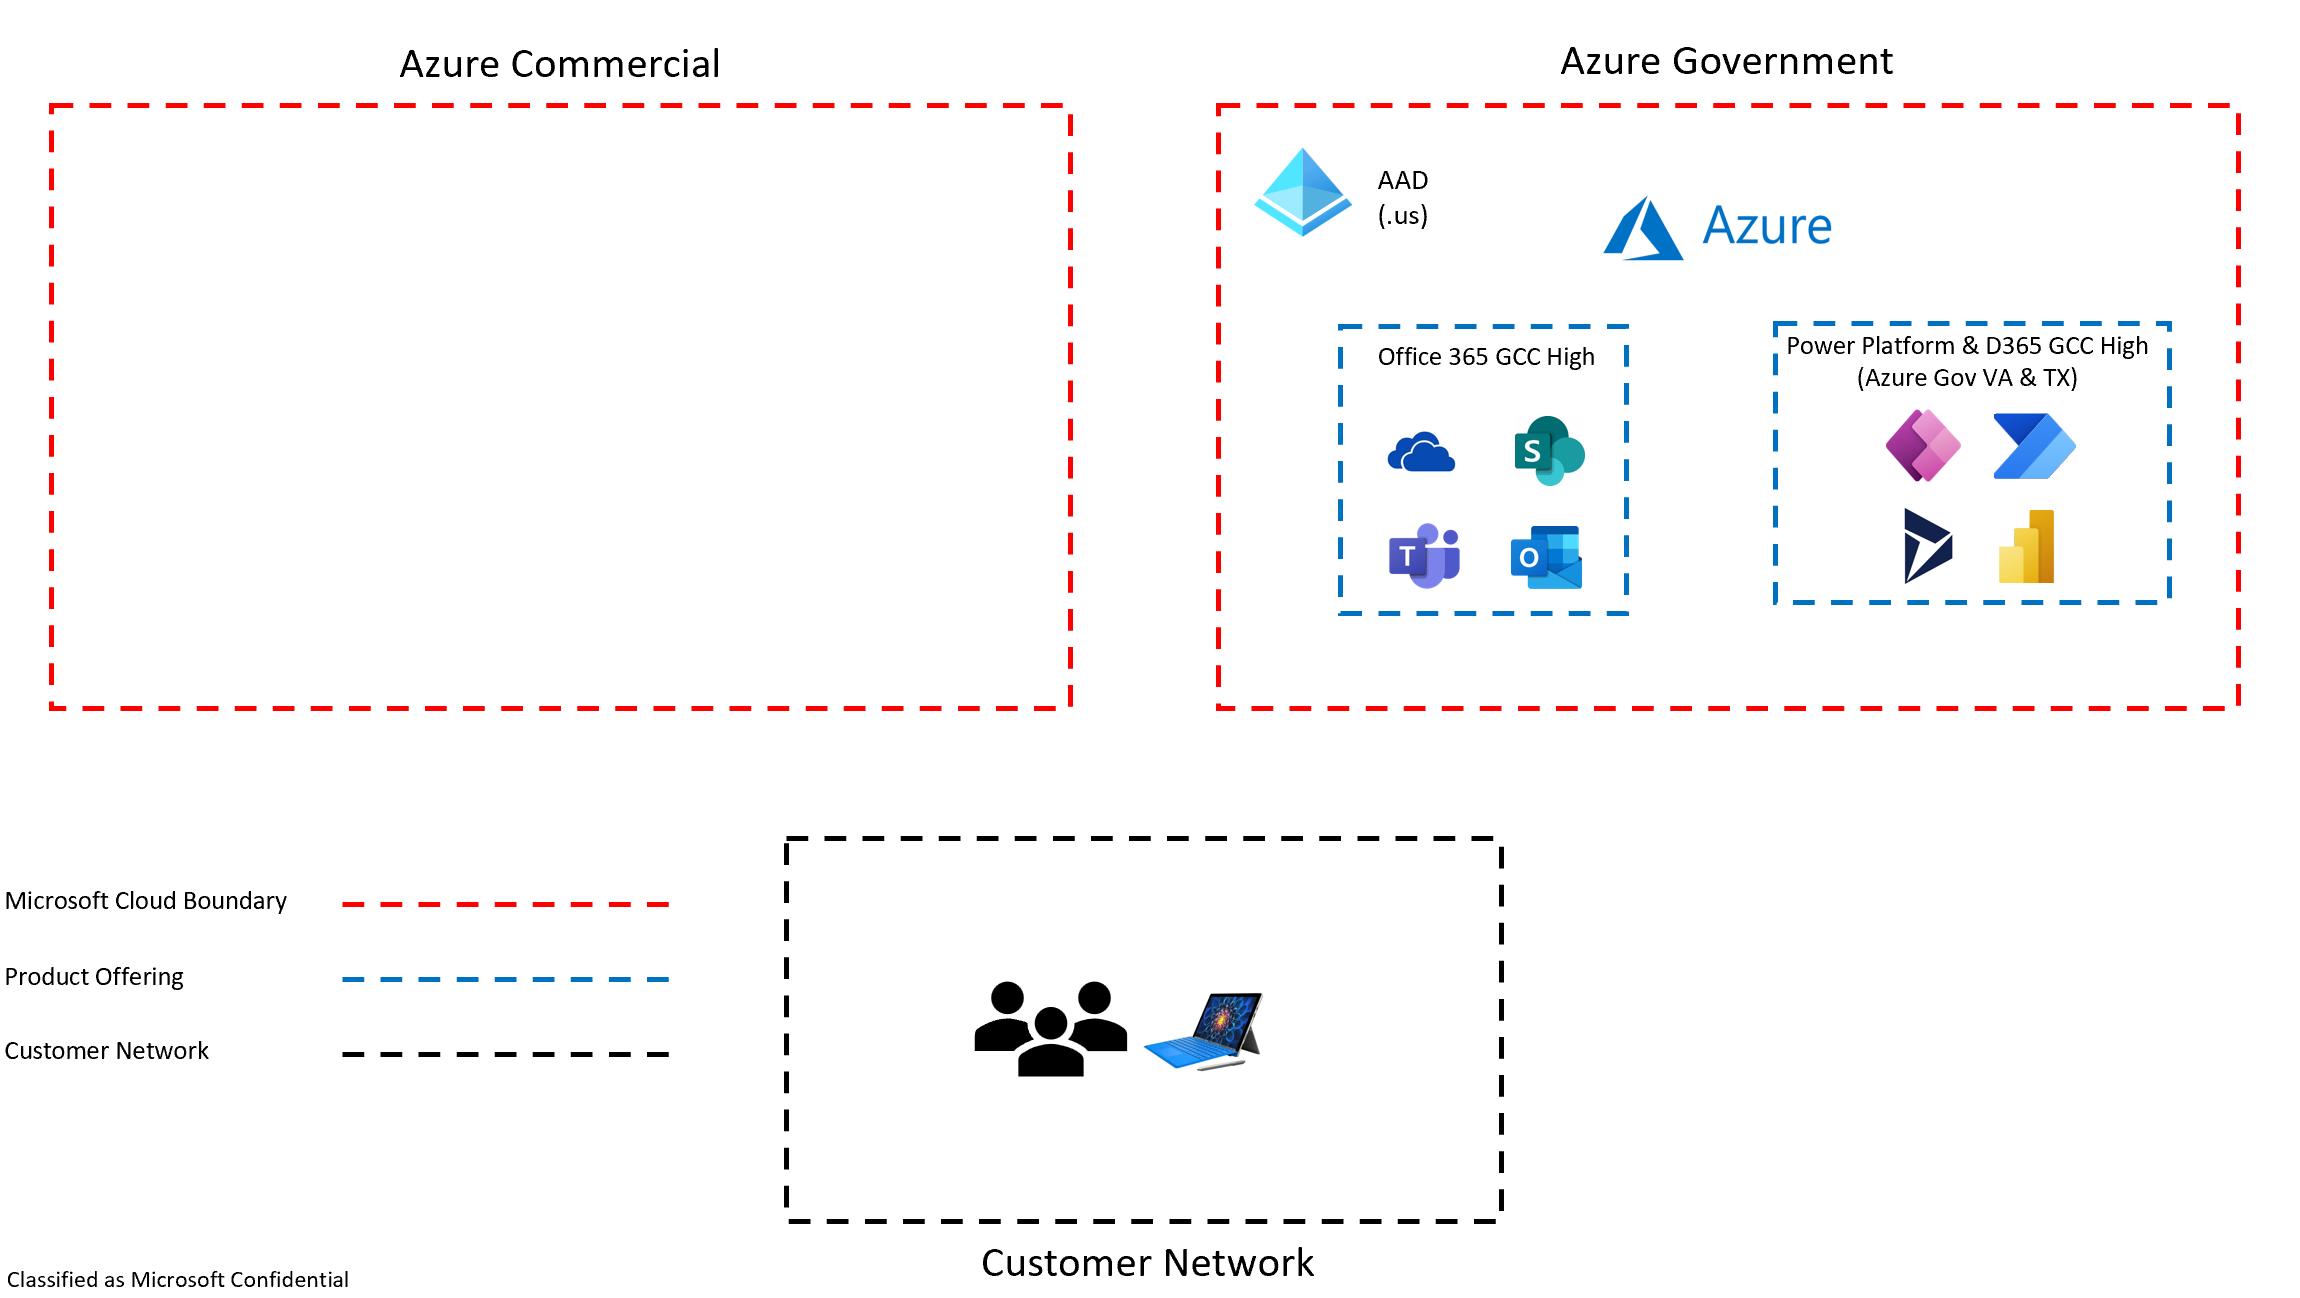 Azure Commercial
Azure Government
AAD
(.us)
Azure
Office 365 GCC High
Power Platform & D365 GCC High
(Azure Gov VA & TX)
S
T
O
Microsoft Cloud Boundary
Product Offering
Customer Network
Customer Network
Classified as Microsoft Confidential